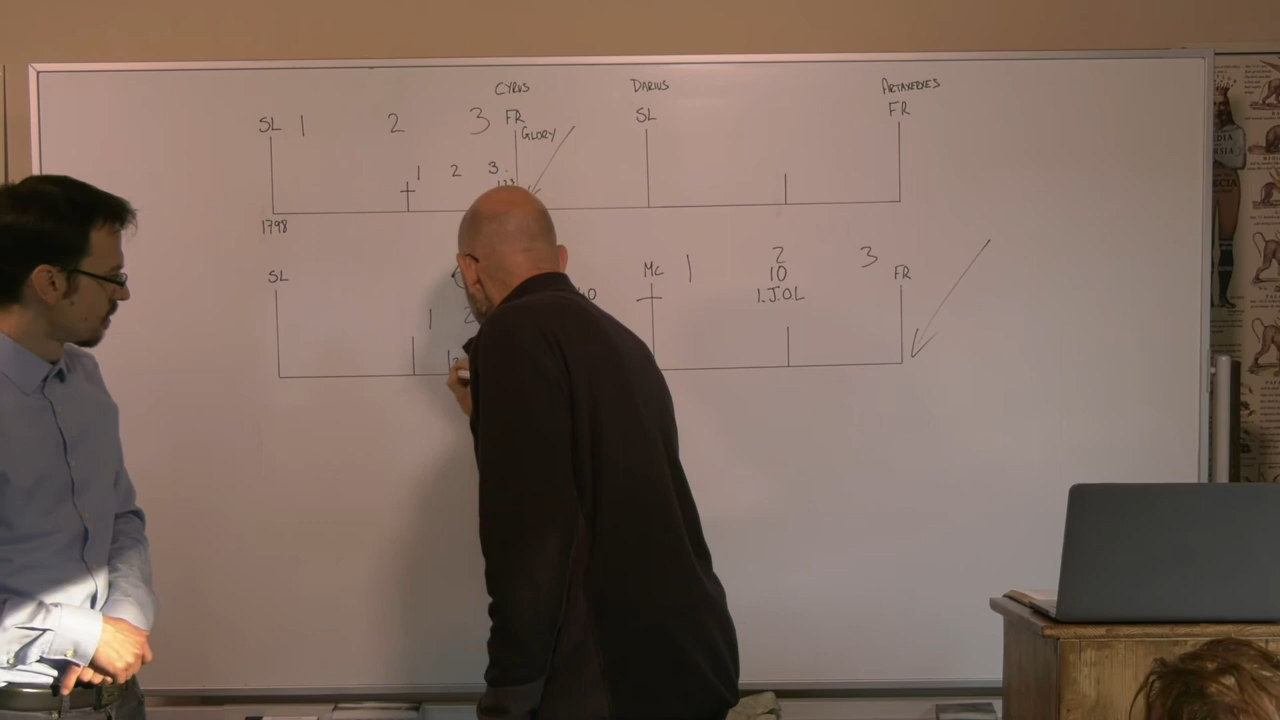 CYRUS DARIUS ARTAXERXES
SL 1 2 3 FR SL FR
GLORY
1 2 3.
1798
SL MC 1 2 3 FR
10
I.J.O.L
1 2